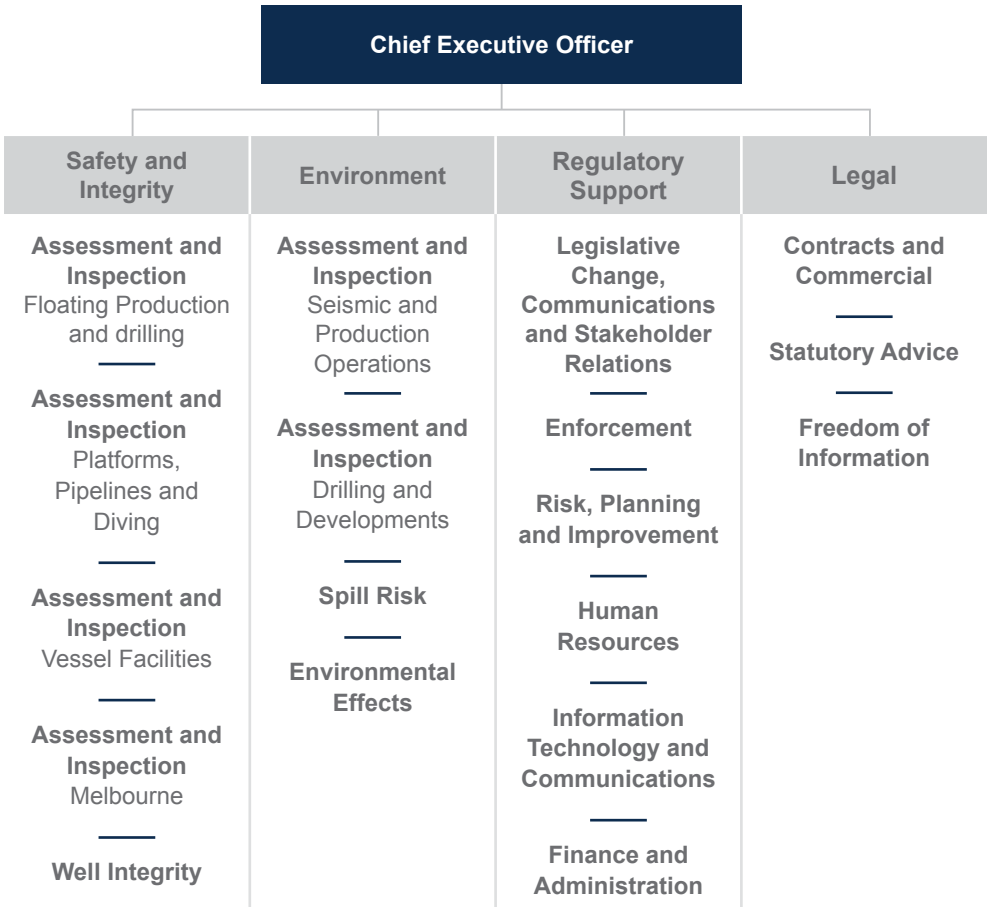 Chief Executive Officer
Safety and
Integrity
Assessment and
Inspection
Floating Production
and drilling
Assessment and
Inspection
Platforms,
Pipelines and
Diving
Assessment and
Inspection
Vessel Facilities
Assessment and
Inspection
Melbourne
Well Integrity
Environment
Assessment and
Inspection
Seismic and
Production
Operations
Assessment and
Inspection
Drilling and
Developments
Spill Risk
Environmental
Effects
Regulatory
Support
Legislative
Change,
Communications
and Stakeholder
Relations
Enforcement
Risk, Planning
and Improvement
Human
Resources
Information
Technology and
Communications
Finance and
Administration
Legal
Contracts and
Commercial
Statutory Advice
Freedom of
Information